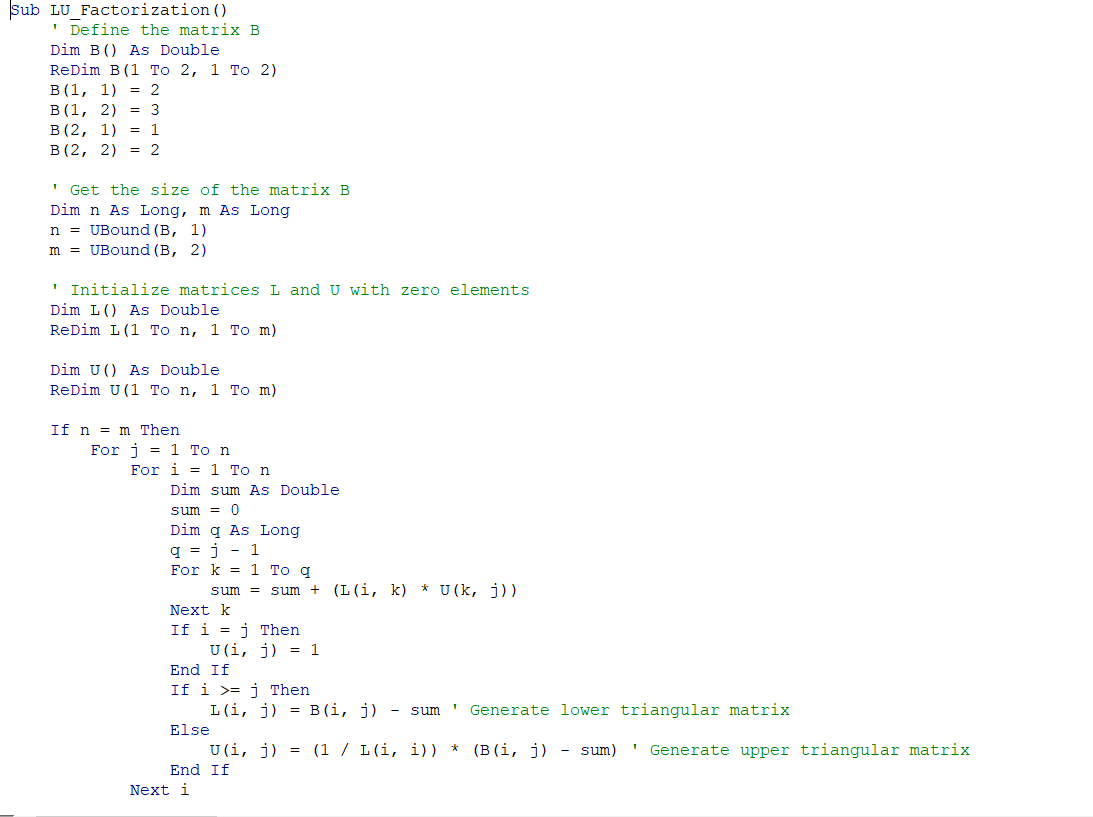 Sub LU_Factorization()
    ' Define the matrix B
    Dim B() As Double
    ReDim B(1 To 2, 1 To 2)
    B(1, 1) = 2
    B(1, 2) = 3
    B(2, 1) = 1
    B(2, 2) = 2

    ' Get the size of the matrix B
    Dim n As Long, m As Long
    n = UBound(B, 1)
    m = UBound(B, 2)

    ' Initialize matrices L and U with zero elements
    Dim L() As Double
    ReDim L(1 To n, 1 To m)

    Dim U() As Double
    ReDim U(1 To n, 1 To m)

    If n = m Then
        For j = 1 To n
            For i = 1 To n
                Dim sum As Double
                sum = 0
                Dim q As Long
                q = j - 1
                For k = 1 To q
                    sum = sum + (L(i, k) * U(k, j))
                Next k
                If i = j Then
                    U(i, j) = 1
                End If
                If i >= j Then
                    L(i, j) = B(i, j) - sum ' Generate lower triangular matrix
                Else
                    U(i, j) = (1 / L(i, i)) * (B(i, j) - sum) ' Generate upper triangular matrix
                End If
            Next i